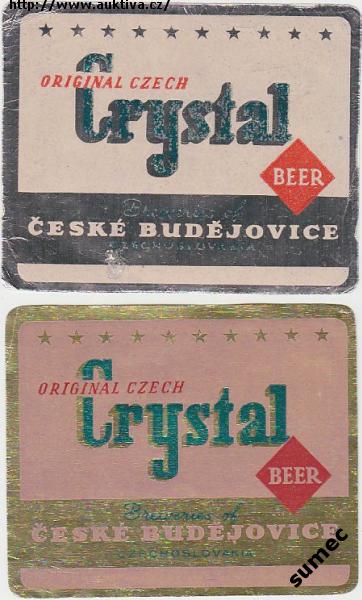 http://www.auktiva.cz/
ORIGINAL CZECH
Crystal
BEER
Breweries of
ČESKÉ BUDĚJOVICE
CZECHOSLOVAKIA
ORIGINAL CZECH
Crystal
BEER
Breweries of
ČESKÉ BUDĚJOVICE
CZECHOSLOVAKIA
sumec